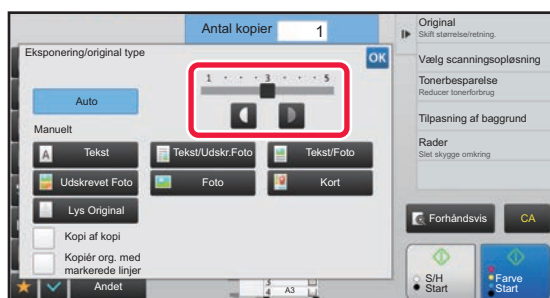 Antal kopier 1
Eksponering/original type
OK
1 · · · 3 · · · 5
Auto
Manuelt
A Tekst
Tekst/Udskr.Foto
Tekst/Foto
Udskrevet Foto
Foto
Kort
Lys Original
Kopi af kopi
Kopiér org. med
markerede linjer
Andet
3
4 A3
Original
Skift størrelse/retning.
Vælg scanningsopløsning
Tonerbesparelse
Reducer tonerforbrug
Tilpasning af baggrund
Rader
Slet skygge omkring
Forhåndsvis
CA
S/H
Start
Farve
Start